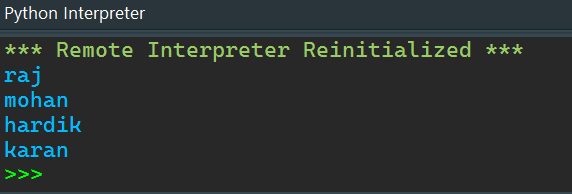 Python Interpreter
*** Remote Interpreter Reinitialized ***
raj
mohan
hardik
karan
>>>